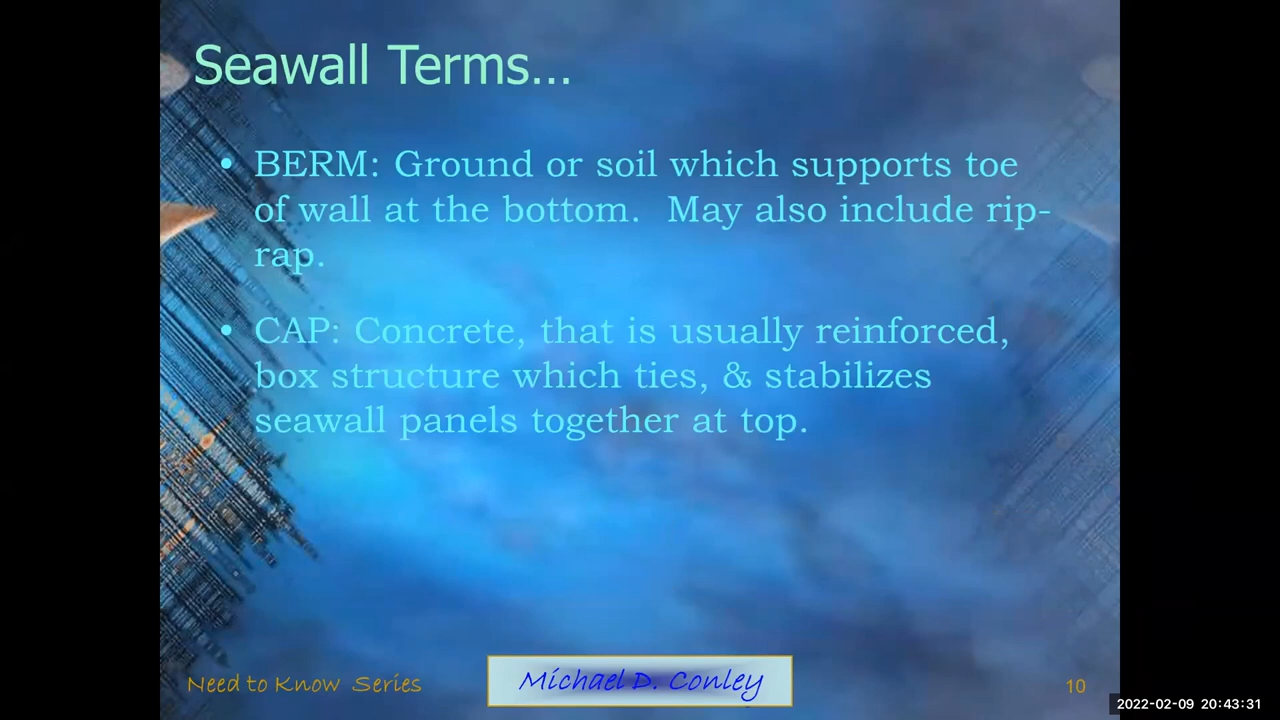 Seawall Terms...
• BERM: Ground or soil which supports toe
of wall at the bottom.  May also include rip-
rap.
• CAP: Concrete, that is usually reinforced,
box structure which ties, & stabilizes
seawall panels together at top.
Need to Know Series
Michael D. Conley
10
2022-02-09 20:43:31